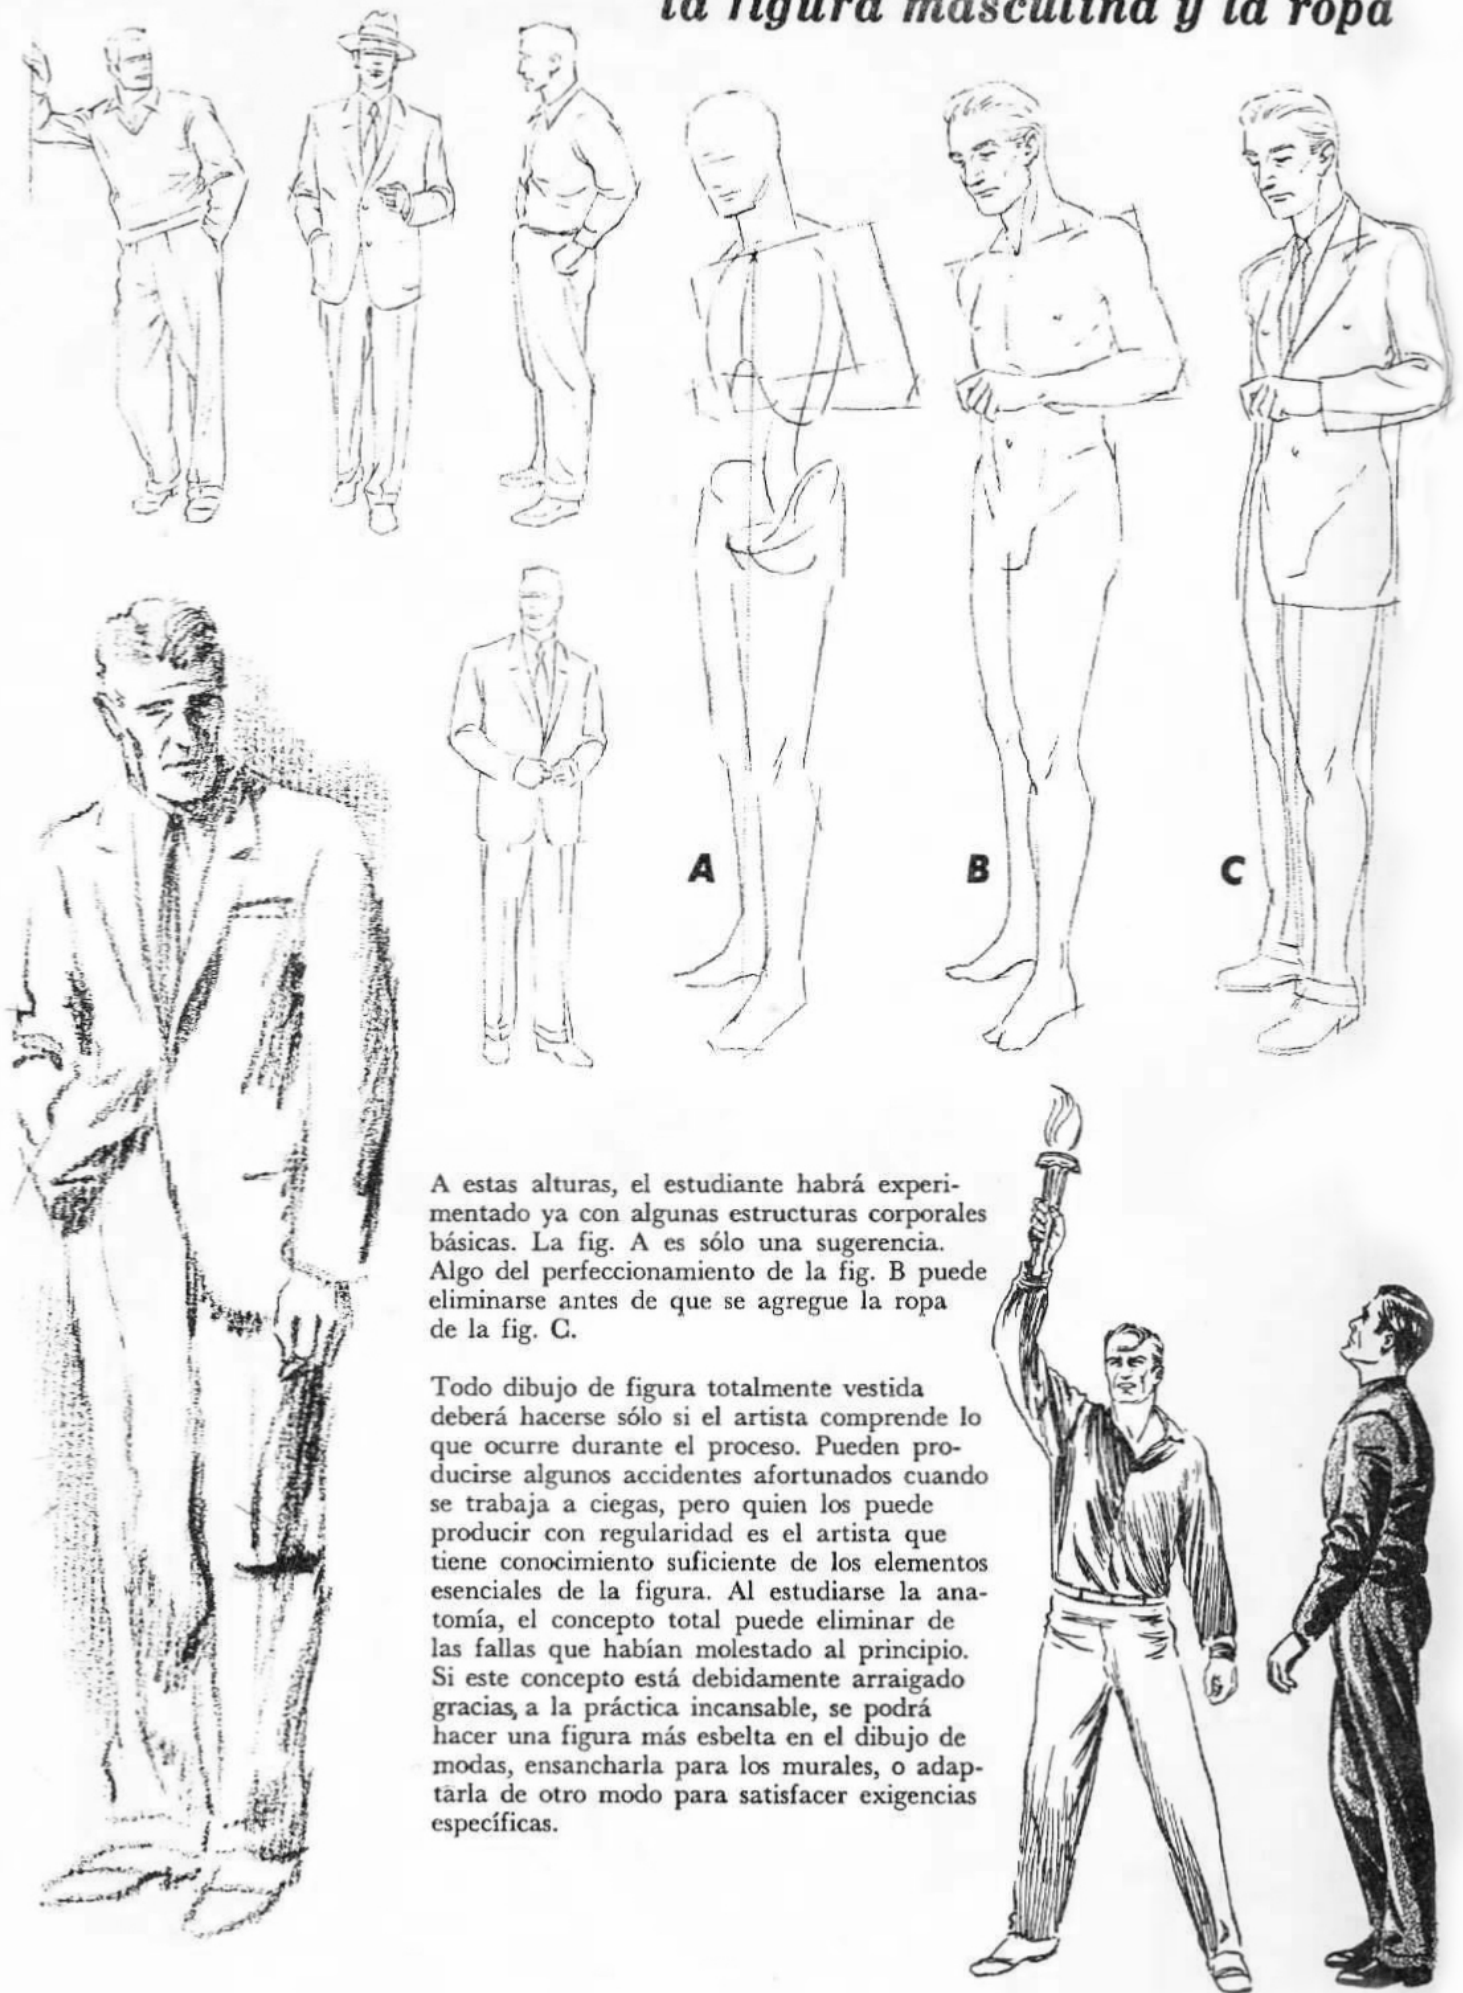 la figura masculina y la ropa
A
B
C
A estas alturas, el estudiante habrá experi-
mentado ya con algunas estructuras corporales
básicas. La fig. A es sólo una sugerencia.
Algo del perfeccionamiento de la fig. B puede
eliminarse antes de que se agregue la ropa
de la fig. C.
Todo dibujo de figura totalmente vestida
deberá hacerse sólo si el artista comprende lo
que ocurre durante el proceso. Pueden pro-
ducirse algunos accidentes afortunados cuando
se trabaja a ciegas, pero quien los puede
producir con regularidad es el artista que
tiene conocimiento suficiente de los elementos
esenciales de la figura. Al estudiarse la ana-
tomía, el concepto total puede eliminar de
las fallas que habían molestado al principio.
Si este concepto está debidamente arraigado
gracias, a la práctica incansable, se podrá
hacer una figura más esbelta en el dibujo de
modas, ensancharla para los murales, o adap-
tarla de otro modo para satisfacer exigencias
específicas.